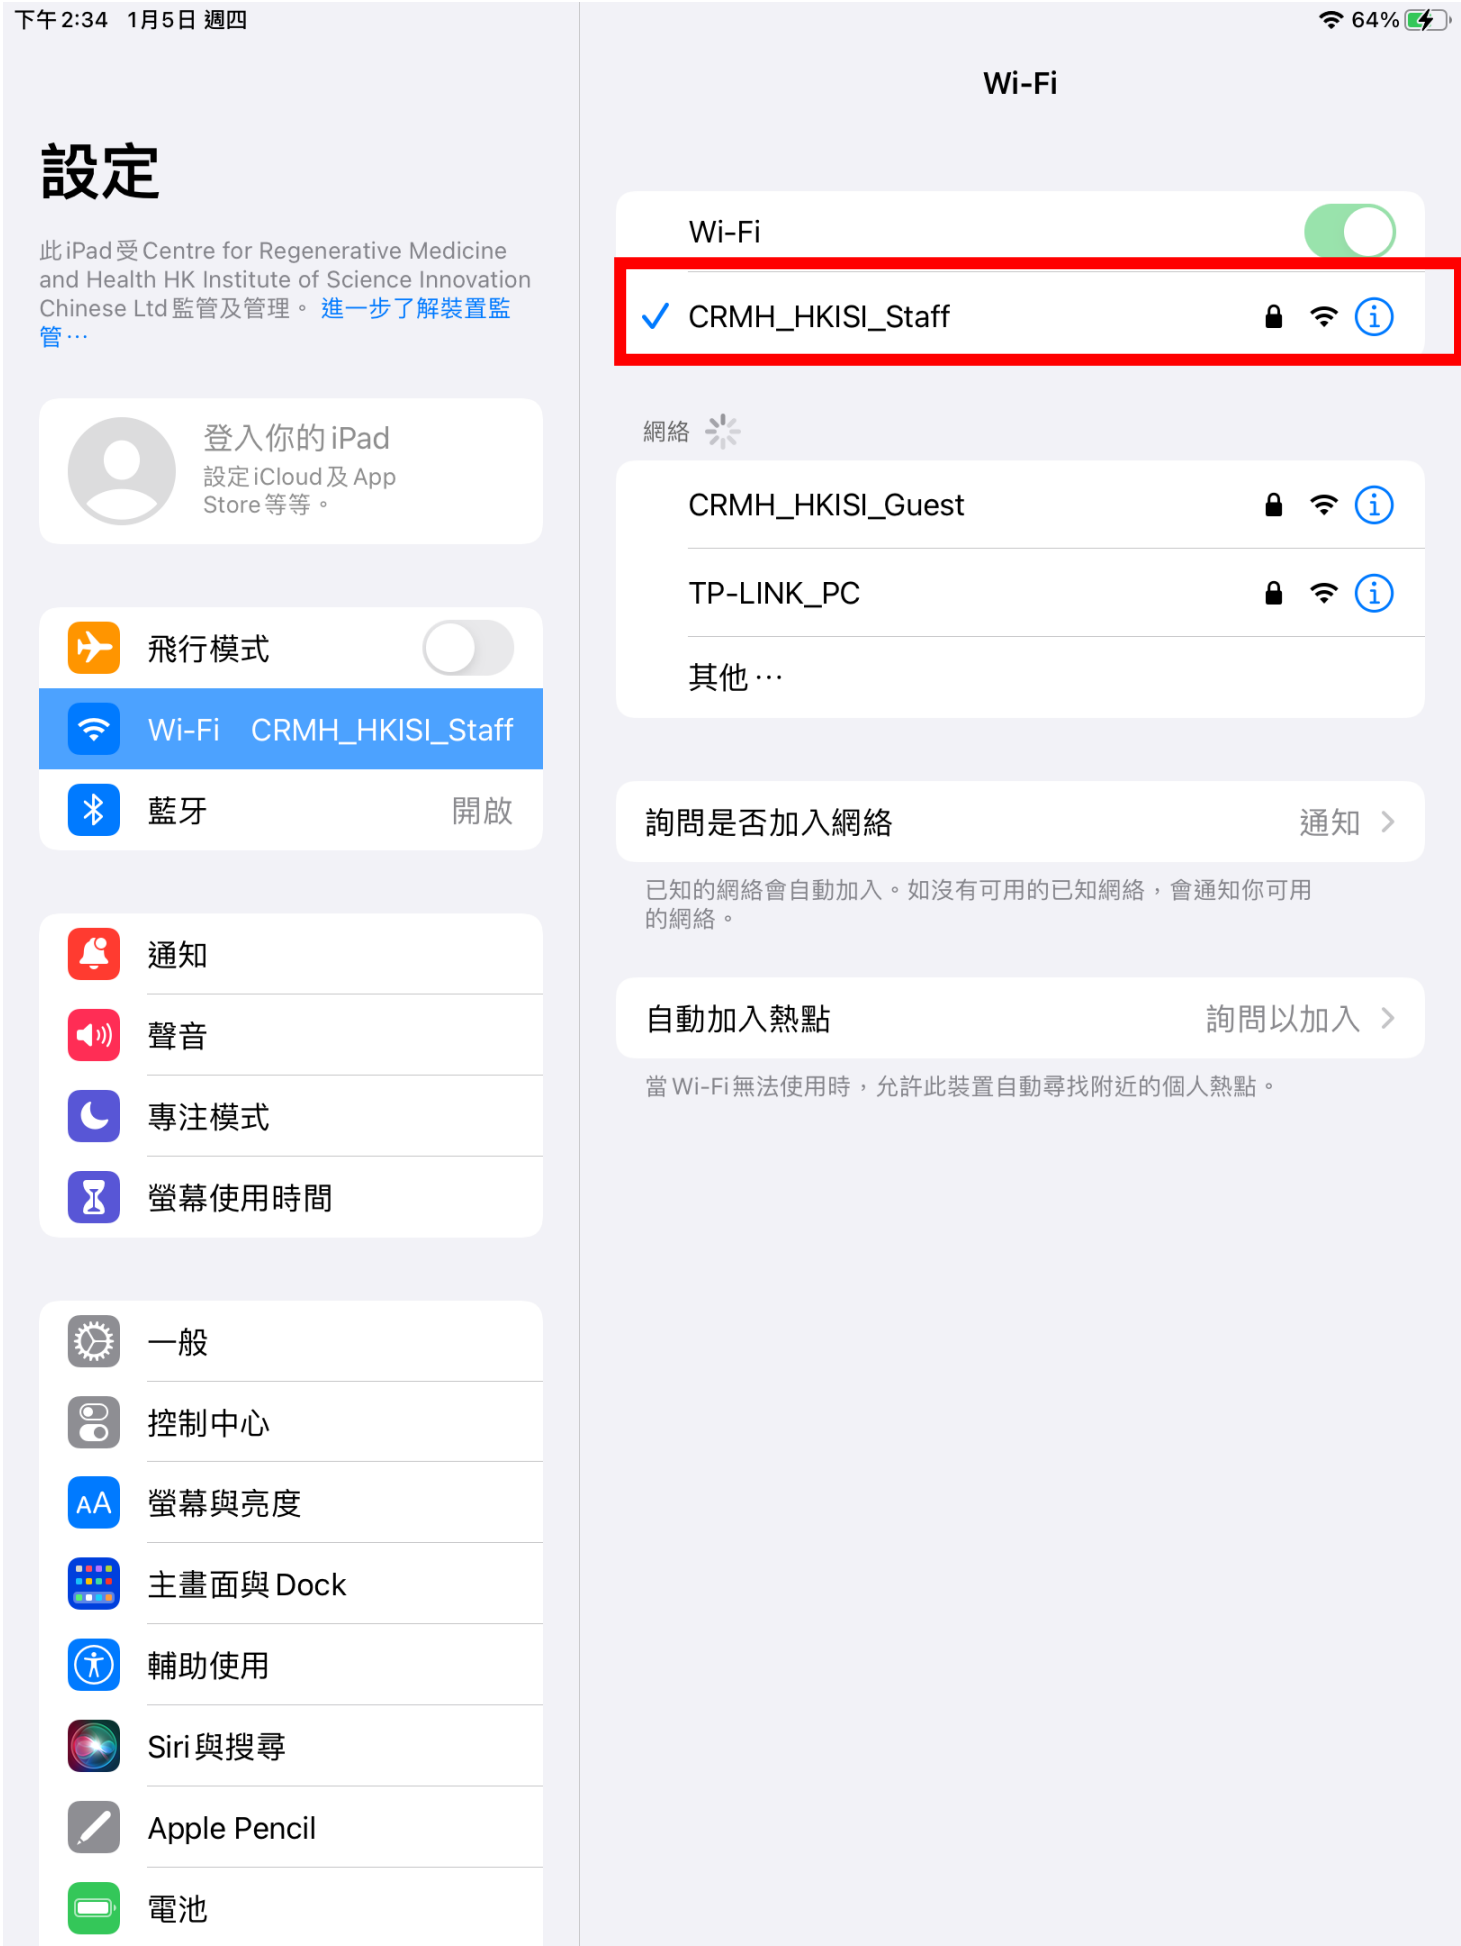 下午2:34 1月5日 週四
64%
設定
此iPad受Centre for Regenerative Medicine
and Health HK Institute of Science Innovation
Chinese Ltd監管及管理。進一步了解裝置監
管⋯
登入你的iPad
設定iCloud及App
Store等等。
飛行模式
Wi-Fi CRMH_HKISI_Staff
藍牙 開啟
通知
聲音
專注模式
螢幕使用時間
一般
控制中心
AA 螢幕與亮度
主畫面與Dock
輔助使用
Siri與搜尋
Apple Pencil
電池
Wi-Fi
Wi-Fi
CRMH_HKISI_Staff
網絡
CRMH_HKISI_Guest
TP-LINK_PC
其他⋯
詢問是否加入網絡 通知
已知的網絡會自動加入。如沒有可用的已知網絡，會通知你可用
的網絡。
自動加入熱點 詢問以加入
當Wi-Fi無法使用時，允許此裝置自動尋找附近的個人熱點。